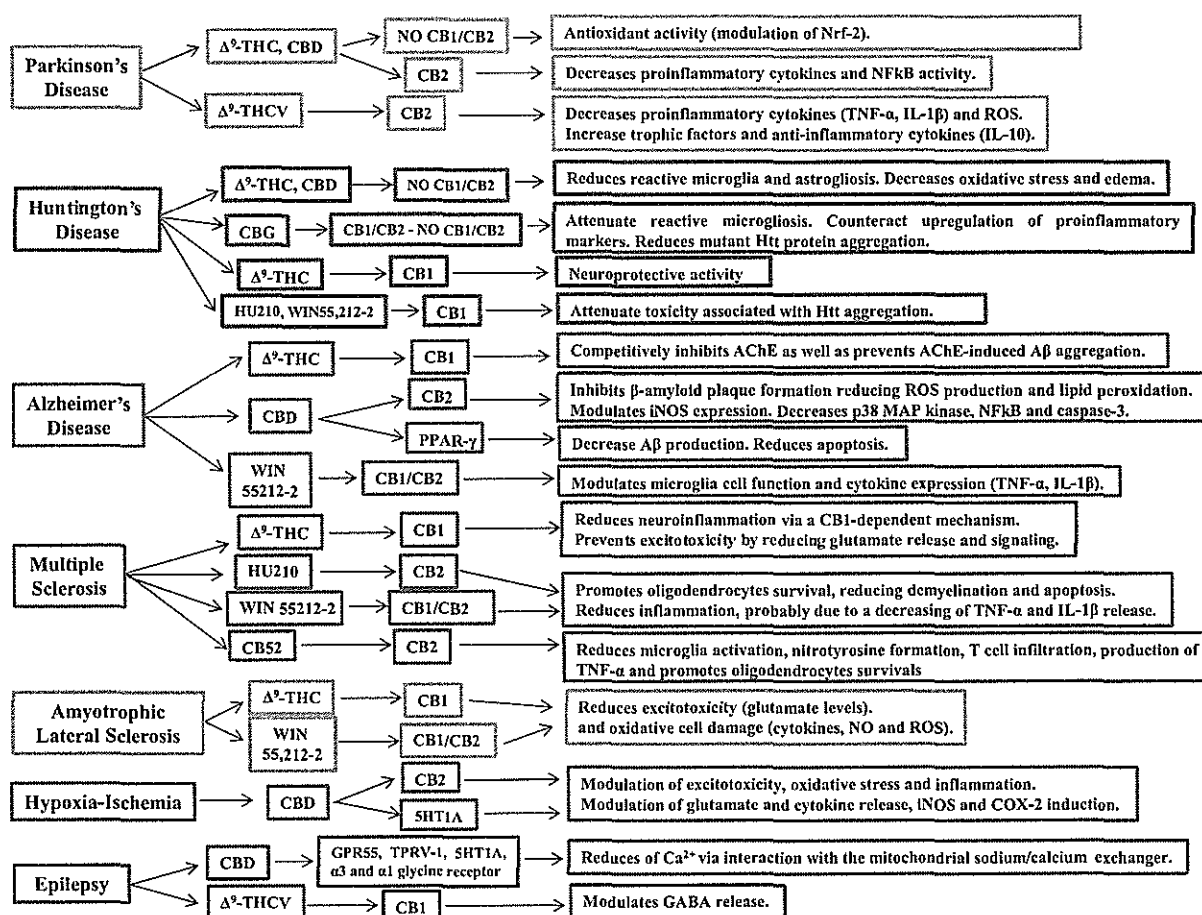 Parkinson's
Disease
Δ⁹-THC, CBD
NO CB1/CB2
Antioxidant activity (modulation of Nrf-2).
CB2
Decreases proinflammatory cytokines and NFkB activity.
Δ⁹-THCV
CB2
Decreases proinflammatory cytokines (TNF-α, IL-1β) and ROS.
Increase trophic factors and anti-inflammatory cytokines (IL-10).
Huntington's
Disease
Δ⁹-THC, CBD
NO CB1/CB2
Reduces reactive microglia and astrogliosis. Decreases oxidative stress and edema.
CBG
CB1/CB2 - NO CB1/CB2
Attenuate reactive microgliosis. Counteract upregulation of proinflammatory
markers. Reduces mutant Htt protein aggregation.
Δ⁹-THC
CB1
Neuroprotective activity
HU210, WIN55,212-2
CB1
Attenuate toxicity associated with Htt aggregation.
Alzheimer's
Disease
Δ⁹-THC
CB1
Competitively inhibits AChE as well as prevents AChE-induced Aβ aggregation.
CBD
CB2
Inhibits β-amyloid plaque formation reducing ROS production and lipid peroxidation.
Modulates iNOS expression. Decreases p38 MAP kinase, NFkB and caspase-3.
PPAR-γ
Decrease Aβ production. Reduces apoptosis.
WIN
55212-2
CB1/CB2
Modulates microglia cell function and cytokine expression (TNF-α, IL-1β).
Multiple
Sclerosis
Δ⁹-THC
CB1
Reduces neuroinflammation via a CB1-dependent mechanism.
Prevents excitotoxicity by reducing glutamate release and signaling.
HU210
CB2
WIN 55212-2
CB1/CB2
Promotes oligodendrocytes survival, reducing demyelination and apoptosis.
Reduces inflammation, probably due to a decreasing of TNF-α and IL-1β release.
CB52
CB2
Reduces microglia activation, nitrotyrosine formation, T cell infiltration, production of
TNF-α and promotes oligodendrocytes survivals
Amyotrophic
Lateral Sclerosis
Δ⁹-THC
CB1
WIN
55,212-2
CB1/CB2
Reduces excitotoxicity (glutamate levels).
and oxidative cell damage (cytokines, NO and ROS).
Hypoxia-Ischemia
CBD
CB2
5HT1A
Modulation of excitotoxicity, oxidative stress and inflammation.
Modulation of glutamate and cytokine release, iNOS and COX-2 induction.
Epilepsy
CBD
GPR55, TPRV-1, 5HT1A,
α3 and α1 glycine receptor
Reduces of Ca²⁺ via interaction with the mitochondrial sodium/calcium exchanger.
Δ⁹-THCV
CB1
Modulates GABA release.